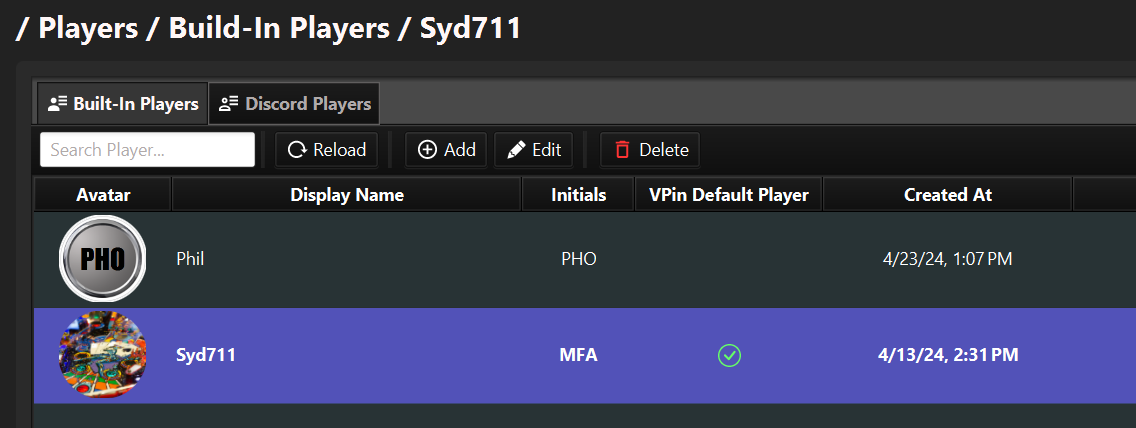 / Players / Build-In Players / Syd711
Built-In Players Discord Players
Search Player... Reload Add Edit Delete
Avatar Display Name Initials VPin Default Player Created At
PHO Phil PHO 4/23/24, 1:07 PM
Syd711 MFA 4/13/24, 2:31 PM